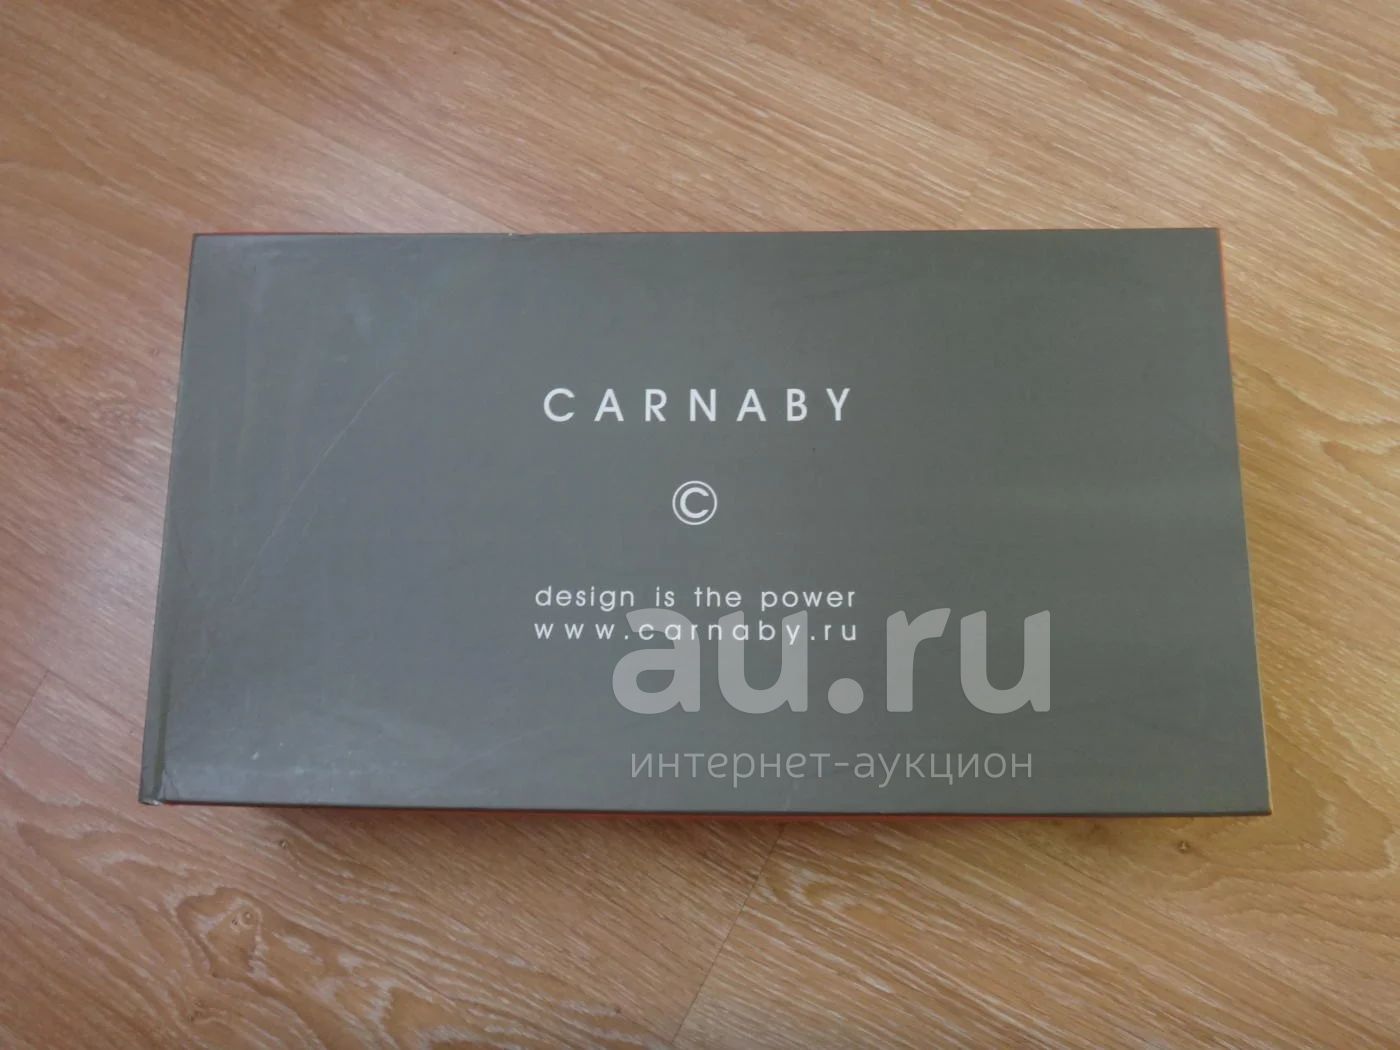 CARNABY
©
design is the power
www.carnaby.ru
au.ru
интернет-аукцион